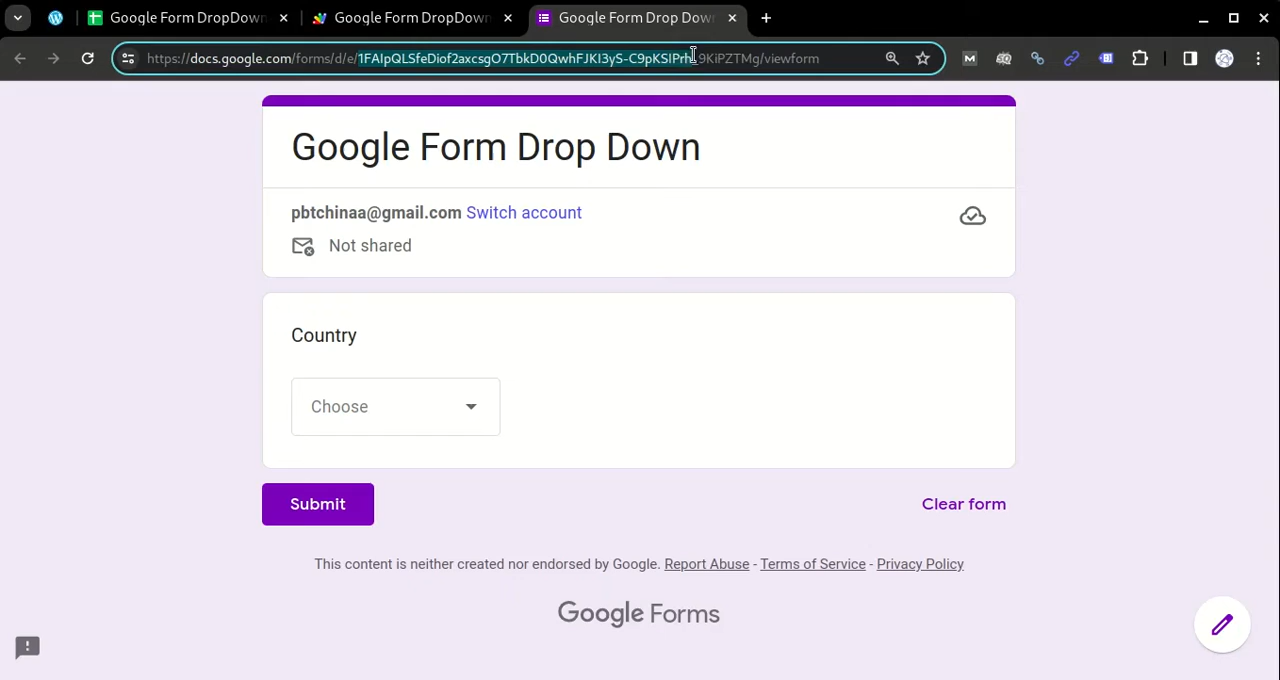 Google Form DropDown
Google Form DropDown
Google Form Drop Down
https://docs.google.com/forms/d/e/1FAIpQLSfeDiof2axcsgO7TbkD0QwhFJKI3yS-C9pKSIPrh 9KiPZTMg/viewform
Google Form Drop Down
pbtchinaa@gmail.com Switch account
Not shared
Country
Choose
Submit
Clear form
This content is neither created nor endorsed by Google. Report Abuse - Terms of Service - Privacy Policy
Google Forms